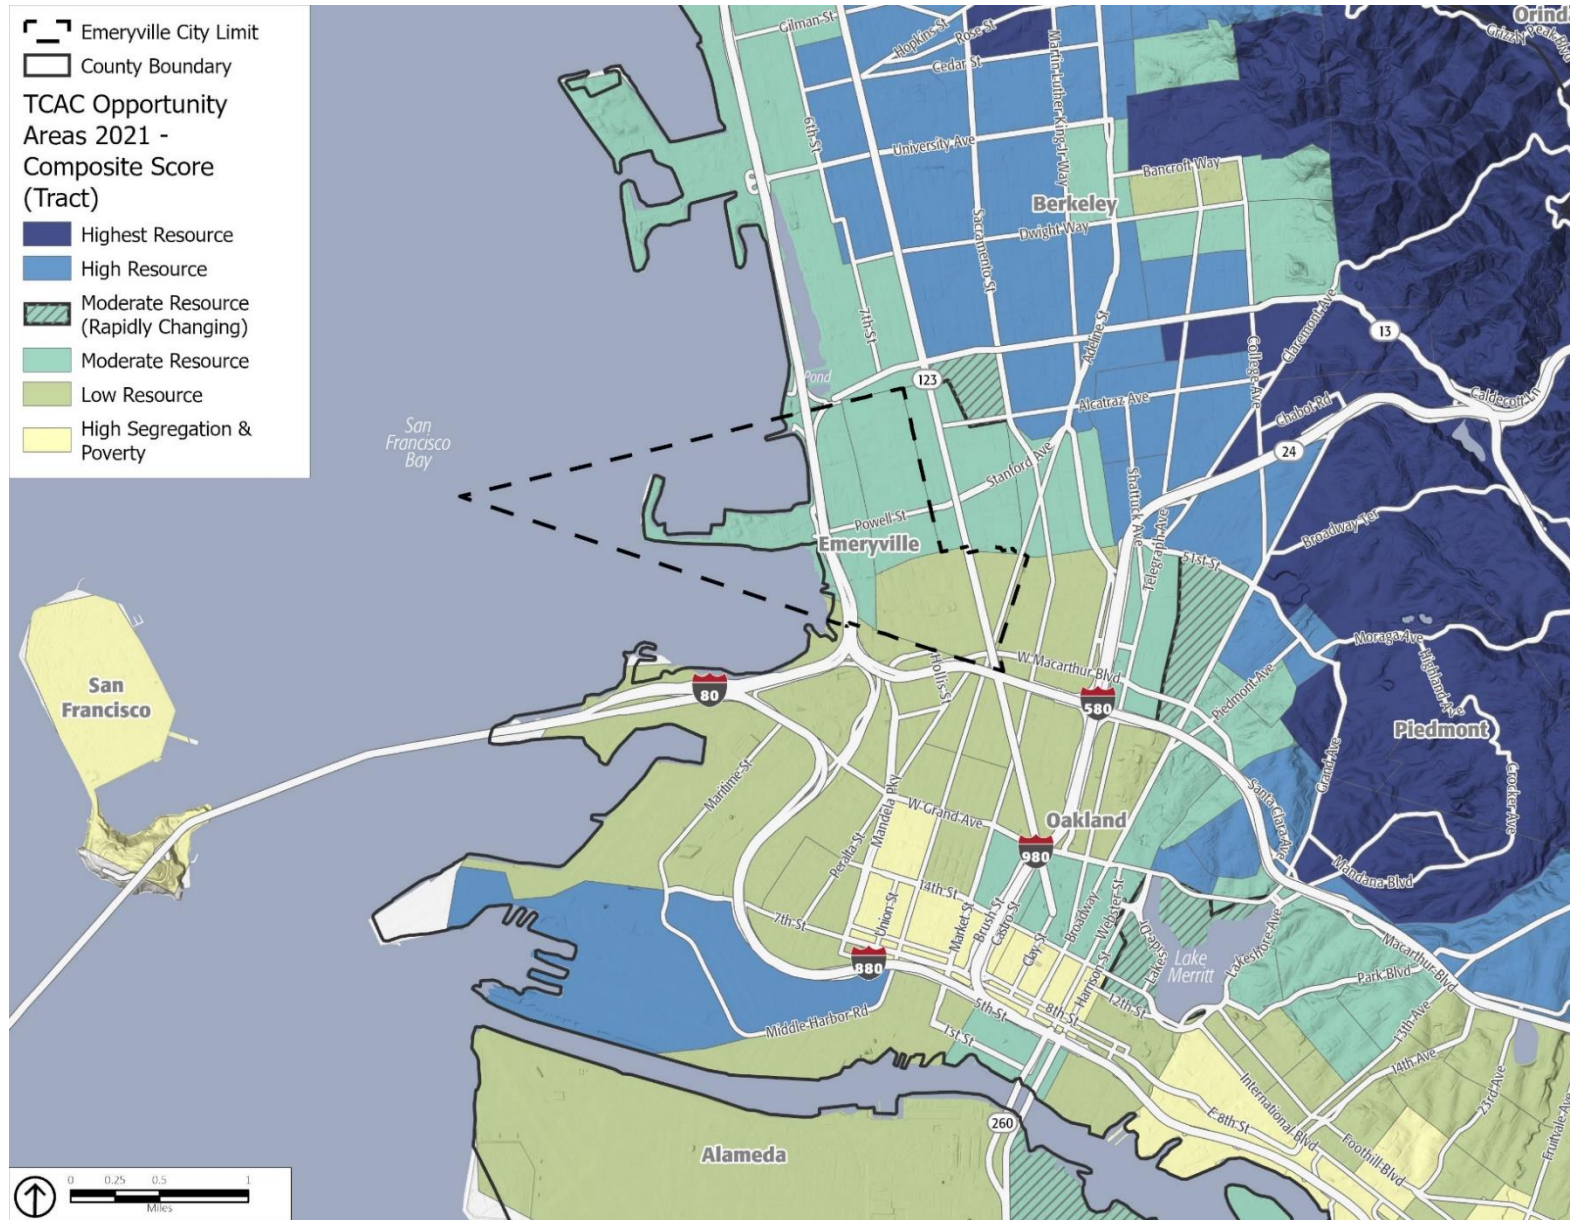 Emeryville City Limit
County Boundary
TCAC Opportunity
Areas 2021 -
Composite Score
(Tract)
Highest Resource
High Resource
Moderate Resource
(Rapidly Changing)
Moderate Resource
Low Resource
High Segregation &
Poverty
Orinda
Grizzly Peak Blvd
Gilman St
Hopkins St
Rose St
Cedar St
Martin Luther King Jr Way
6th St
University Ave
Bancroft Way
Berkeley
Sacramento St
Dwight Way
7th St
Adeline St
Claremont Ave
College Ave
13
Pond
123
Alcatraz Ave
Chabot Rd
Caldecott Ln
24
San
Francisco
Bay
Stanford Ave
Shattuck Ave
Powell St
Emeryville
Telegraph Ave
51st St
Broadway Ter
Moraga Ave
Highland Ave
Hollis St
W Macarthur Blvd
Piedmont Ave
San
Francisco
80
580
Piedmont
Grand Ave
Crocker Ave
Maritime St
Mandela Pky
Santa Clara Ave
W Grand Ave
Oakland
980
Peralta St
14th St
Mandana Blvd
7th St
Union St
Market St
Brush St
Castro St
Clay St
Broadway
Webster St
Harrison St
Lakeside Dr
Lake
Merritt
Lakeshore Ave
Macarthur Blvd
Park Blvd
880
Middle Harbor Rd
5th St
8th St
12th St
1st St
13th Ave
14th Ave
23rd Ave
International Blvd
E 8th St
Foothill Blvd
Fruitvale Ave
260
Alameda
0 0.25 0.5 1
Miles